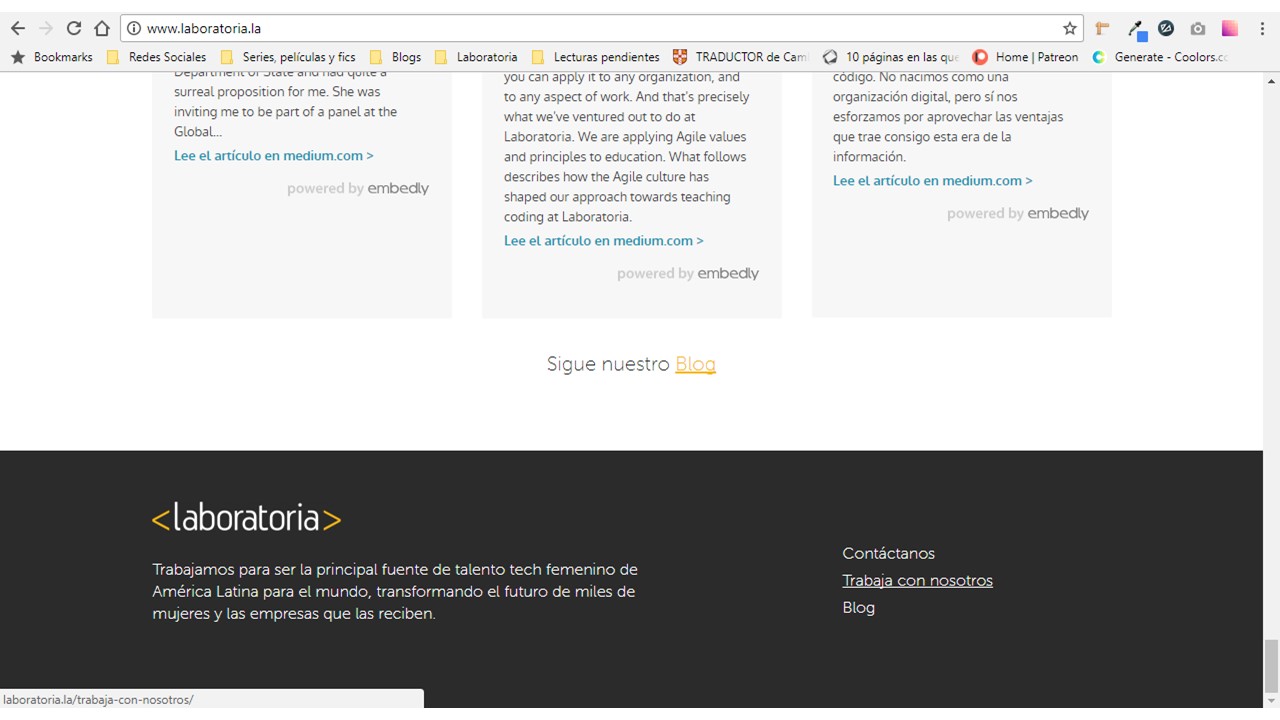 www.laboratoria.la
Bookmarks Redes Sociales Series, películas y fics Blogs Laboratoria Lecturas pendientes TRADUCTOR de Cam 10 páginas en las que Home | Patreon Generate - Coolors.cc
Department of State and had quite a
surreal proposition for me. She was
inviting me to be part of a panel at the
Global...
Lee el artículo en medium.com >
powered by embedly
you can apply it to any organization, and
to any aspect of work. And that's precisely
what we've ventured out to do at
Laboratoria. We are applying Agile values
and principles to education. What follows
describes how the Agile culture has
shaped our approach towards teaching
coding at Laboratoria.
Lee el artículo en medium.com >
powered by embedly
código. No nacimos como una
organización digital, pero sí nos
esforzamos por aprovechar las ventajas
que trae consigo esta era de la
información.
Lee el artículo en medium.com >
powered by embedly
Sigue nuestro Blog
<laboratoria>
Trabajamos para ser la principal fuente de talento tech femenino de
América Latina para el mundo, transformando el futuro de miles de
mujeres y las empresas que las reciben.
Contáctanos
Trabaja con nosotros
Blog
laboratoria.la/trabaja-con-nosotros/